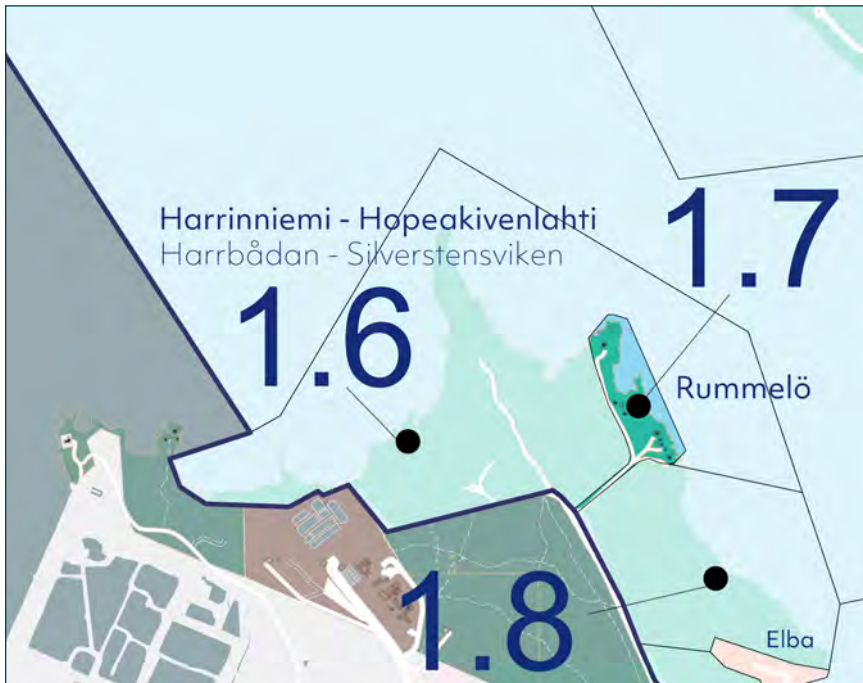 Harrinniemi - Hopeakivenlahti
Harrbådan - Silverstensviken
1.7
1.6
Rummelö
1.8
Elba